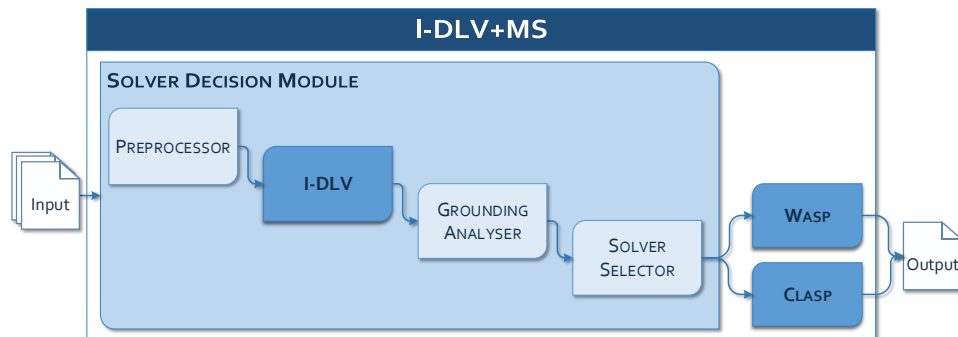 I-DLV+MS
SOLVER DECISION MODULE
PREPROCESSOR
I-DLV
GROUNDING
ANALYSER
SOLVER
SELECTOR
WASP
CLASP
Input
Output